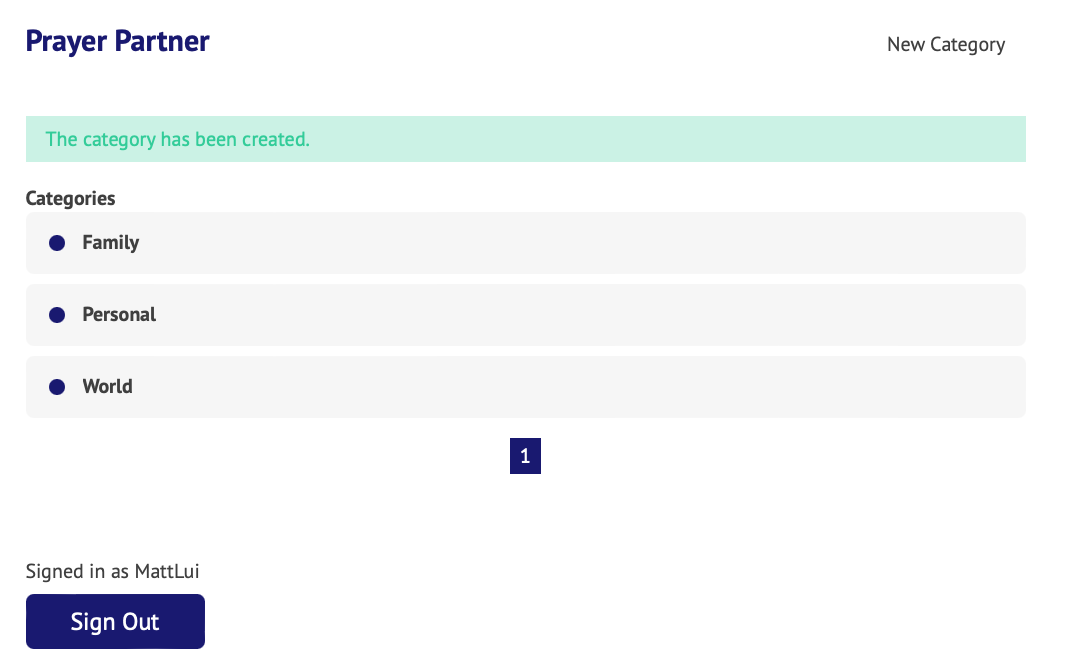 Prayer Partner
New Category
The category has been created.
Categories
Family
Personal
World
1
Signed in as MattLui
Sign Out